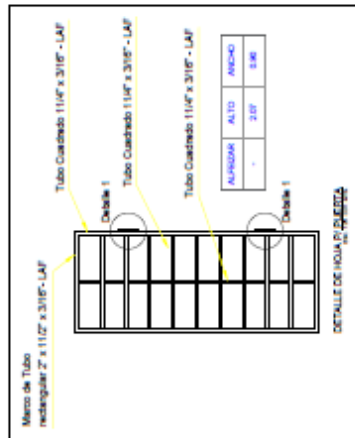 Marco de Tubo
rectangular 2" x 11/2" x 3/16"- LAF
Tubo Cuadrado 11/4" x 3/16" - LAF
Tubo Cuadrado 11/4" x 3/16" - LAF
Tubo Cuadrado 11/4" x 3/16" - LAF
Detalle 1
Detalle 1
ALFEIZAR ALTO ANCHO
- 2.07 0.90
DETALLE DE HOJA P/ PUERTA